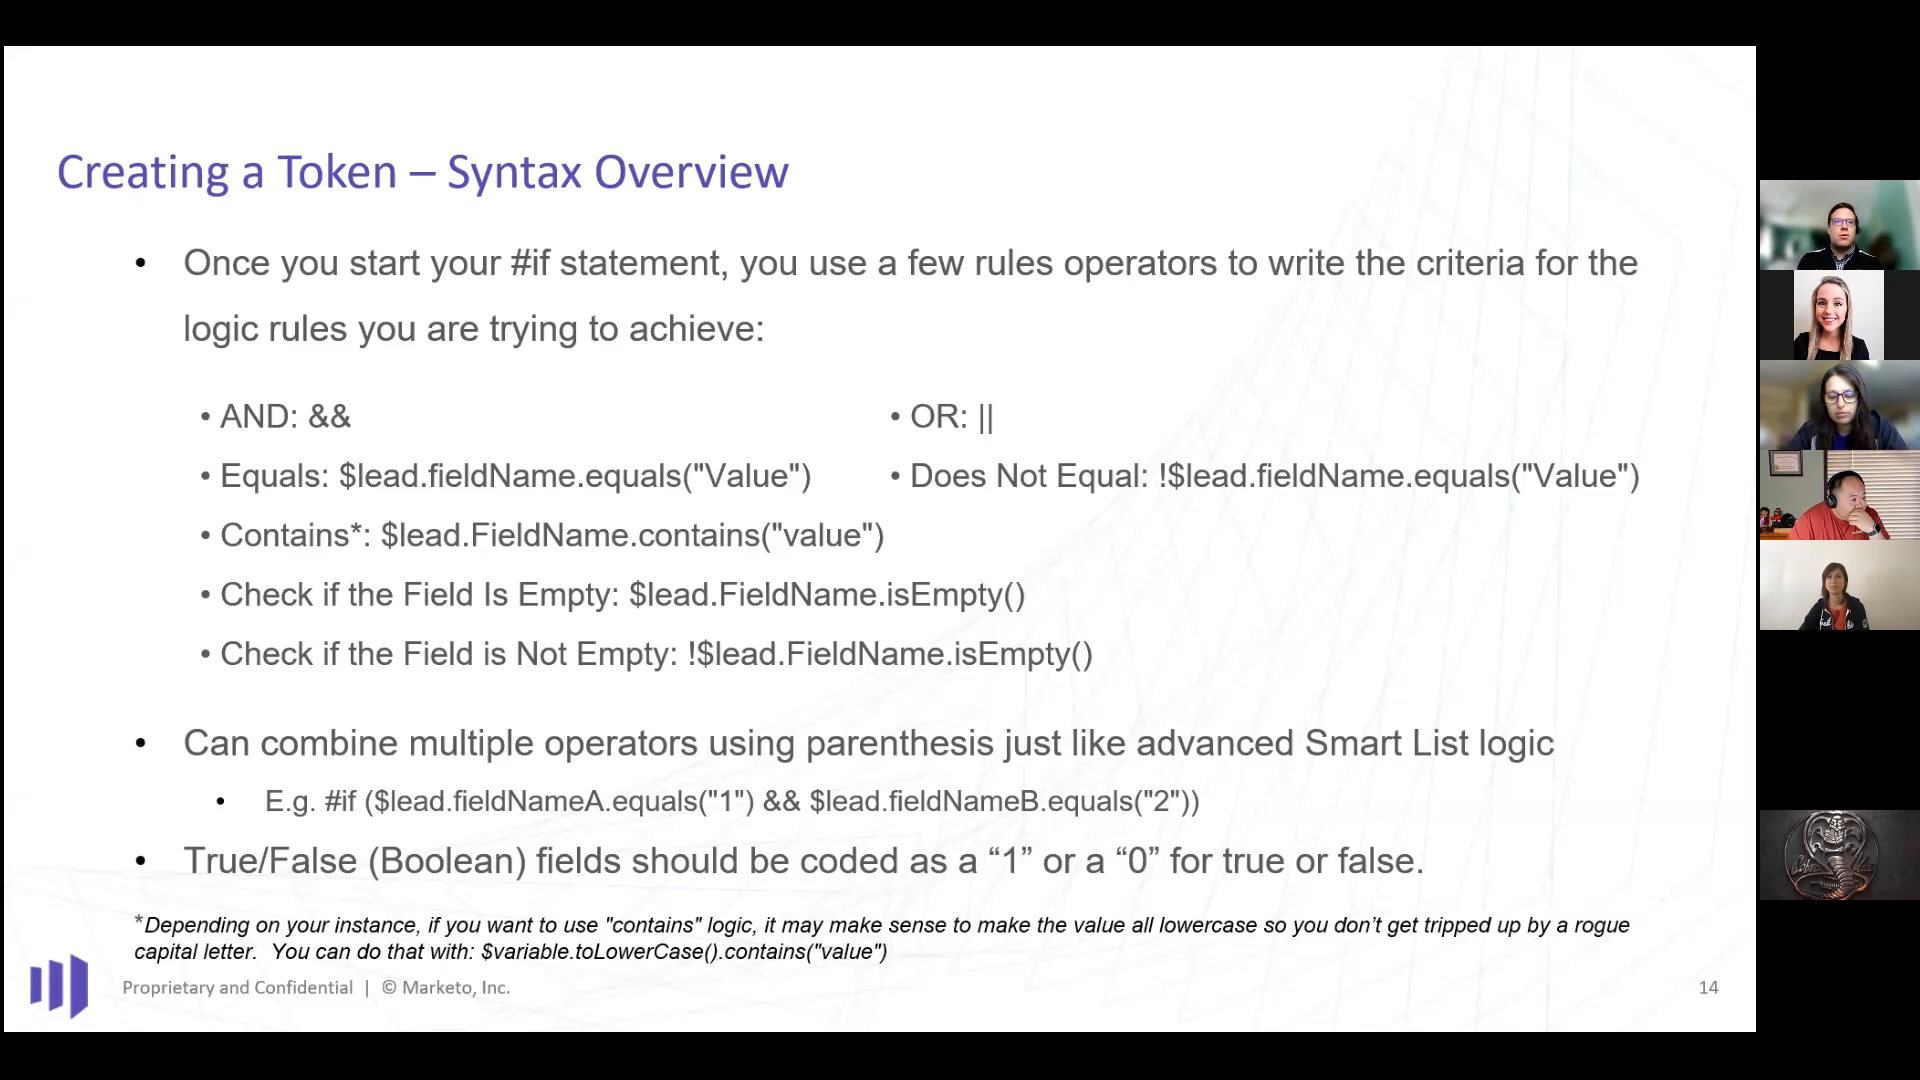 Creating a Token – Syntax Overview
• Once you start your #if statement, you use a few rules operators to write the criteria for the
logic rules you are trying to achieve:
• AND: &&
• OR: ||
• Equals: $lead.fieldName.equals("Value")
• Does Not Equal: !$lead.fieldName.equals("Value")
• Contains*: $lead.FieldName.contains("value")
• Check if the Field Is Empty: $lead.FieldName.isEmpty()
• Check if the Field is Not Empty: !$lead.FieldName.isEmpty()
• Can combine multiple operators using parenthesis just like advanced Smart List logic
• E.g. #if ($lead.fieldNameA.equals("1") && $lead.fieldNameB.equals("2"))
• True/False (Boolean) fields should be coded as a “1” or a “0” for true or false.
*Depending on your instance, if you want to use "contains" logic, it may make sense to make the value all lowercase so you don’t get tripped up by a rogue
capital letter. You can do that with: $variable.toLowerCase().contains("value")
Proprietary and Confidential | © Marketo, Inc.
14